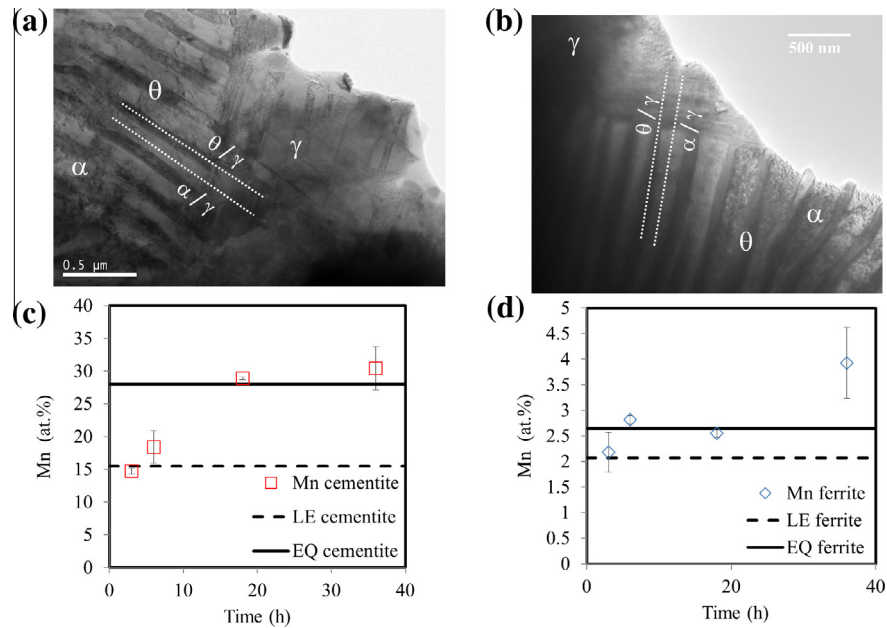 (a)
θ
γ
θ/γ
α/γ
α
0.5 µm
(b)
500 nm
γ
θ/γ
α/γ
α
θ
(c)
40
35
30
25
20
15
10
5
0
Mn (at.%)
Mn cementite
LE cementite
EQ cementite
0 10 20 30 40
Time (h)
(d)
5
4.5
4
3.5
3
2.5
2
1.5
1
0.5
0
Mn (at.%)
Mn ferrite
LE ferrite
EQ ferrite
0 20 40
Time (h)